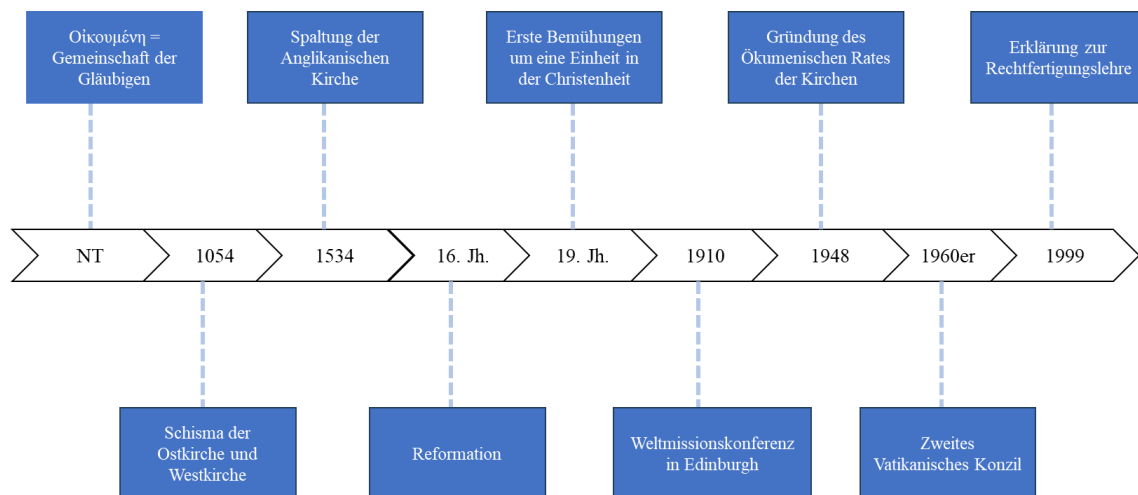 Οἰκουμένη =
Gemeinschaft der
Gläubigen
Spaltung der
Anglikanischen
Kirche
Erste Bemühungen
um eine Einheit in
der Christenheit
Gründung des
Ökumenischen Rates
der Kirchen
Erklärung zur
Rechtfertigungslehre
NT
1054
1534
16. Jh.
19. Jh.
1910
1948
1960er
1999
Schisma der
Ostkirche und
Westkirche
Reformation
Weltmissionskonferenz
in Edinburgh
Zweites
Vatikanisches Konzil